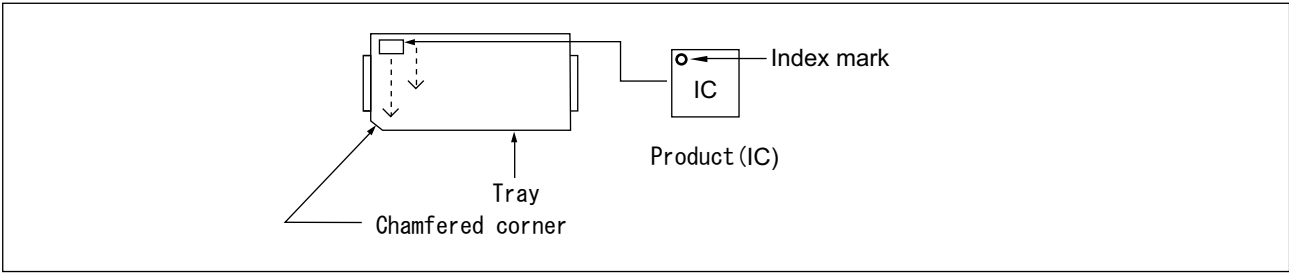 Index mark
IC
Product(IC)
Tray
Chamfered corner